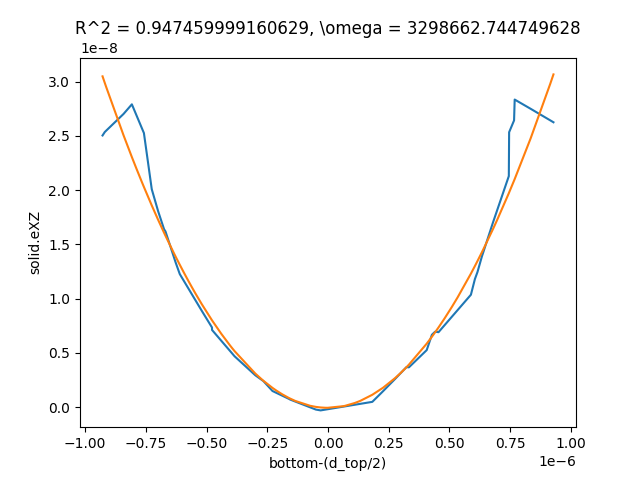 R^2 = 0.947459999160629, \omega = 3298662.744749628
1e−8
3.0
2.5
2.0
1.5
1.0
0.5
0.0
solid.eXZ
−1.00 −0.75 −0.50 −0.25 0.00 0.25 0.50 0.75 1.00
bottom-(d_top/2)
1e−6